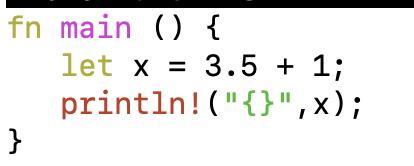 fn main () {
   let x = 3.5 + 1;
   println!("{}",x);
}